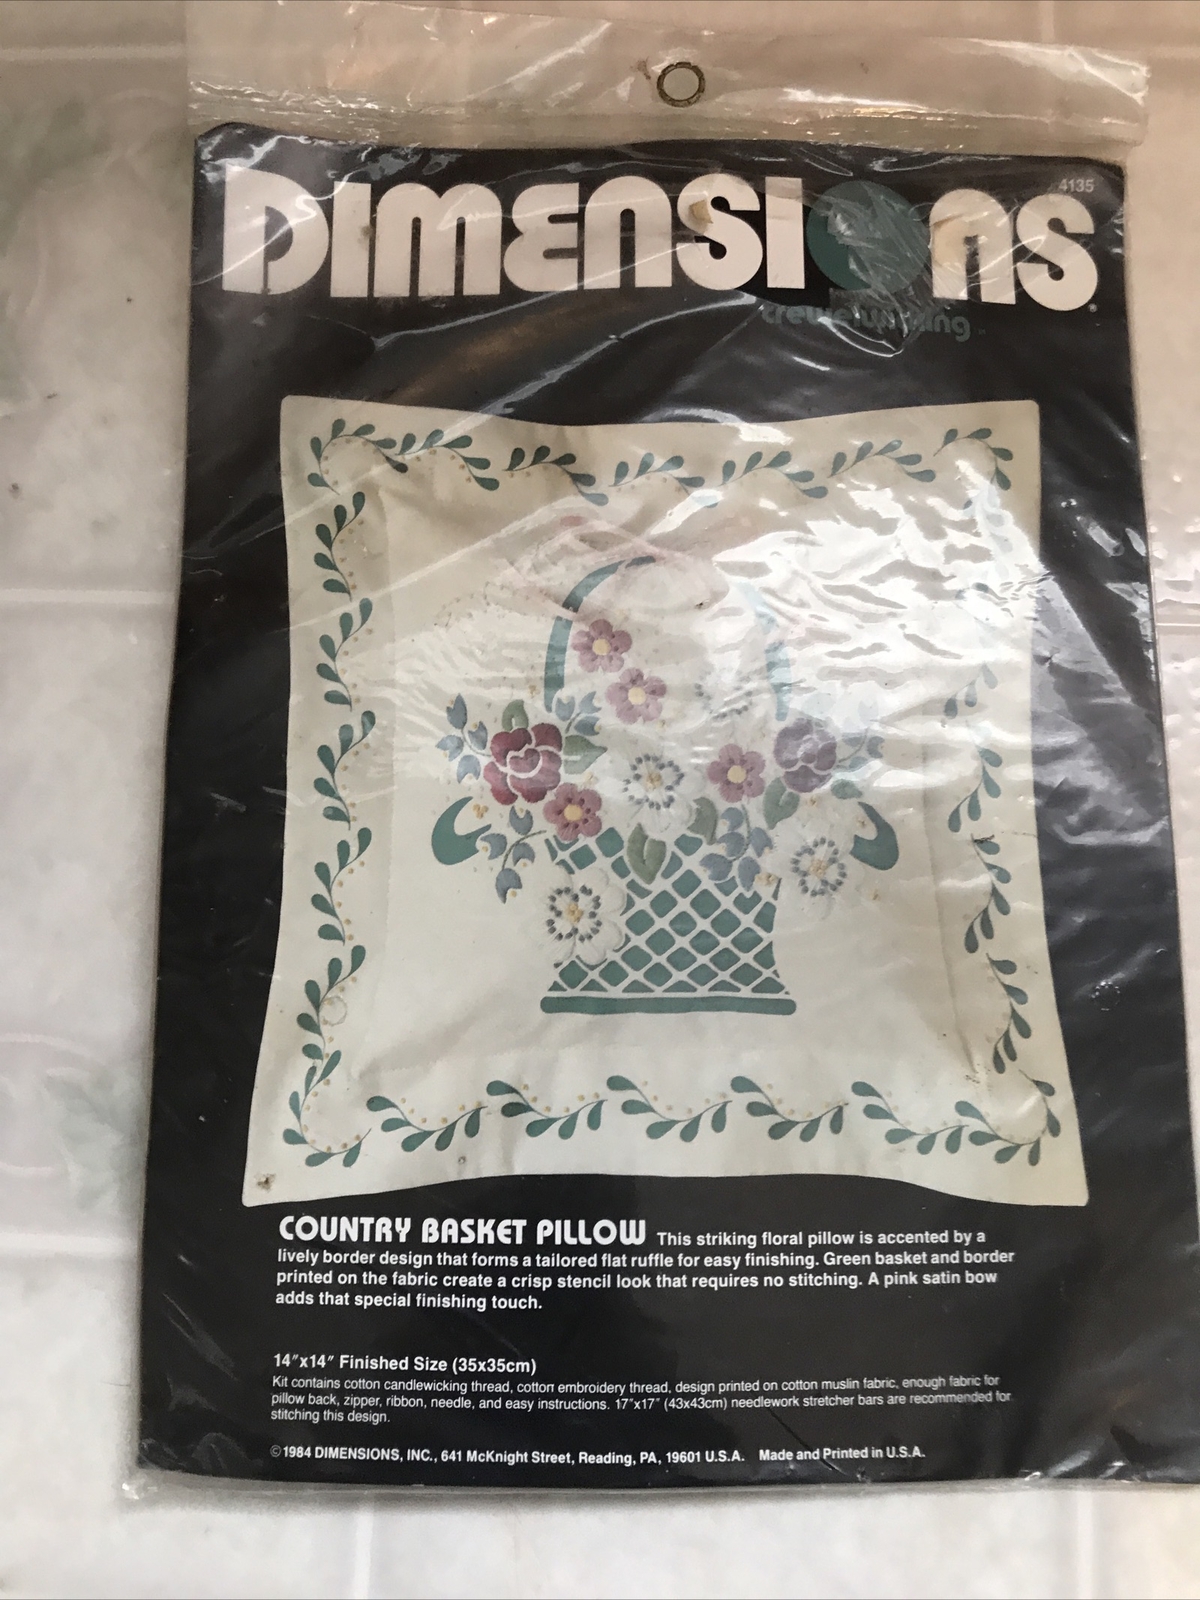 4135
DIMENSIONS®
COUNTRY BASKET PILLOW This striking floral pillow is accented by a
lively border design that forms a tailored flat ruffle for easy finishing. Green basket and border
printed on the fabric create a crisp stencil look that requires no stitching. A pink satin bow
adds that special finishing touch.
14"x14" Finished Size (35x35cm)
Kit contains cotton candlewicking thread, cotton embroidery thread, design printed on cotton muslin fabric, enough fabric for
pillow back, zipper, ribbon, needle, and easy instructions. 17"x17" (43x43cm) needlework stretcher bars are recommended for
stitching this design.
©1984 DIMENSIONS, INC., 641 McKnight Street, Reading, PA, 19601 U.S.A. Made and Printed in U.S.A.